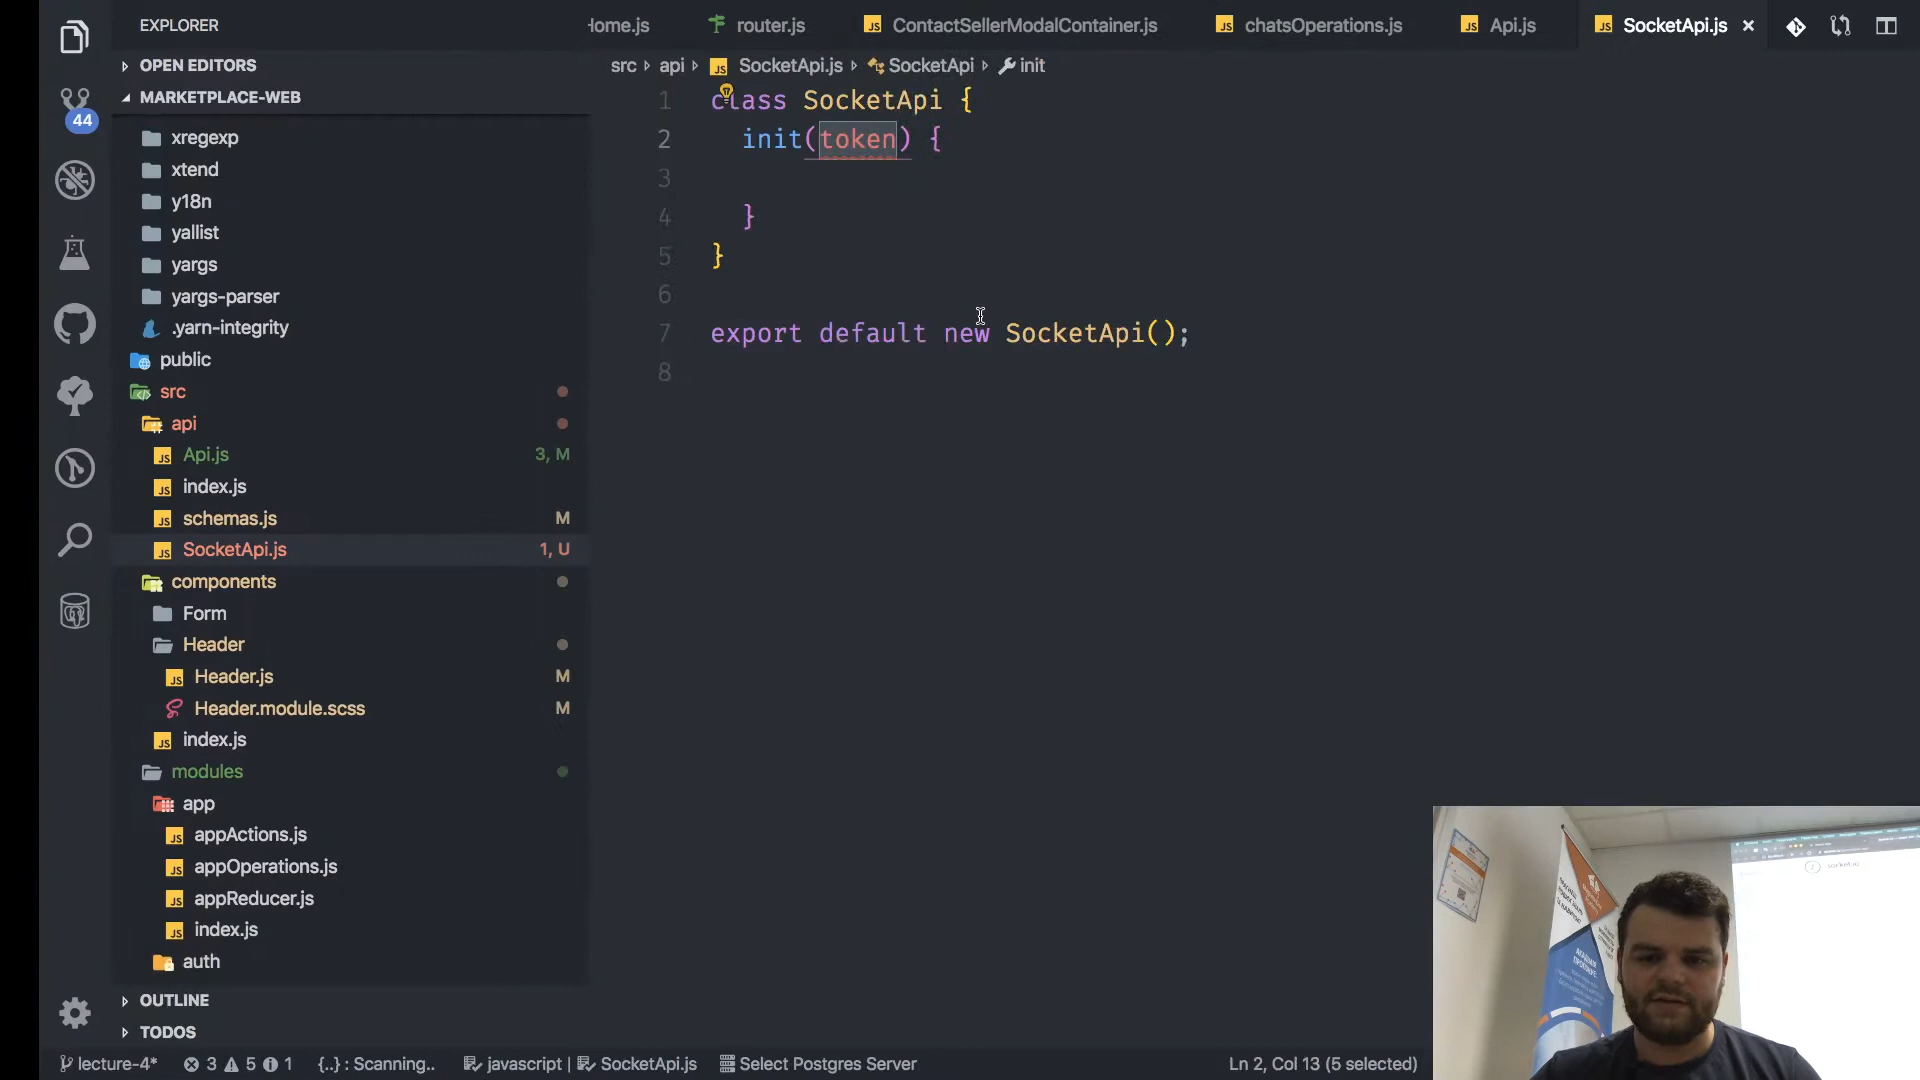 EXPLORER
Home.js
router.js
ContactSellerModalContainer.js
chatsOperations.js
Api.js
SocketApi.js
OPEN EDITORS
MARKETPLACE-WEB
src
api
SocketApi.js
SocketApi
init
44
xregexp
xtend
y18n
yallist
yargs
yargs-parser
.yarn-integrity
public
src
api
Api.js 3, M
index.js
schemas.js M
SocketApi.js 1, U
components
Form
Header
Header.js M
Header.module.scss M
index.js
modules
app
appActions.js
appOperations.js
appReducer.js
index.js
auth
OUTLINE
TODOS
1 class SocketApi {
2 init(token) {
3
4 }
5 }
6
7 export default new SocketApi();
8
lecture-4* 3 5 1 {..} : Scanning.. javascript | SocketApi.js Select Postgres Server Ln 2, Col 13 (5 selected)